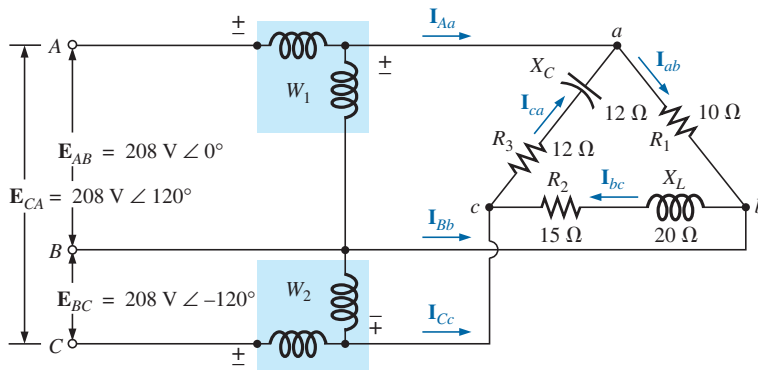 I_Aa
±
A
a
±
X_C
I_ab
W_1
I_ca
12 Ω
10 Ω
R_3
R_1
12 Ω
E_AB = 208 V ∠ 0°
R_2
I_bc
X_L
E_CA = 208 V ∠ 120°
c
b
I_Bb
15 Ω
20 Ω
B
W_2
E_BC = 208 V ∠ –120°
±
I_Cc
C
±